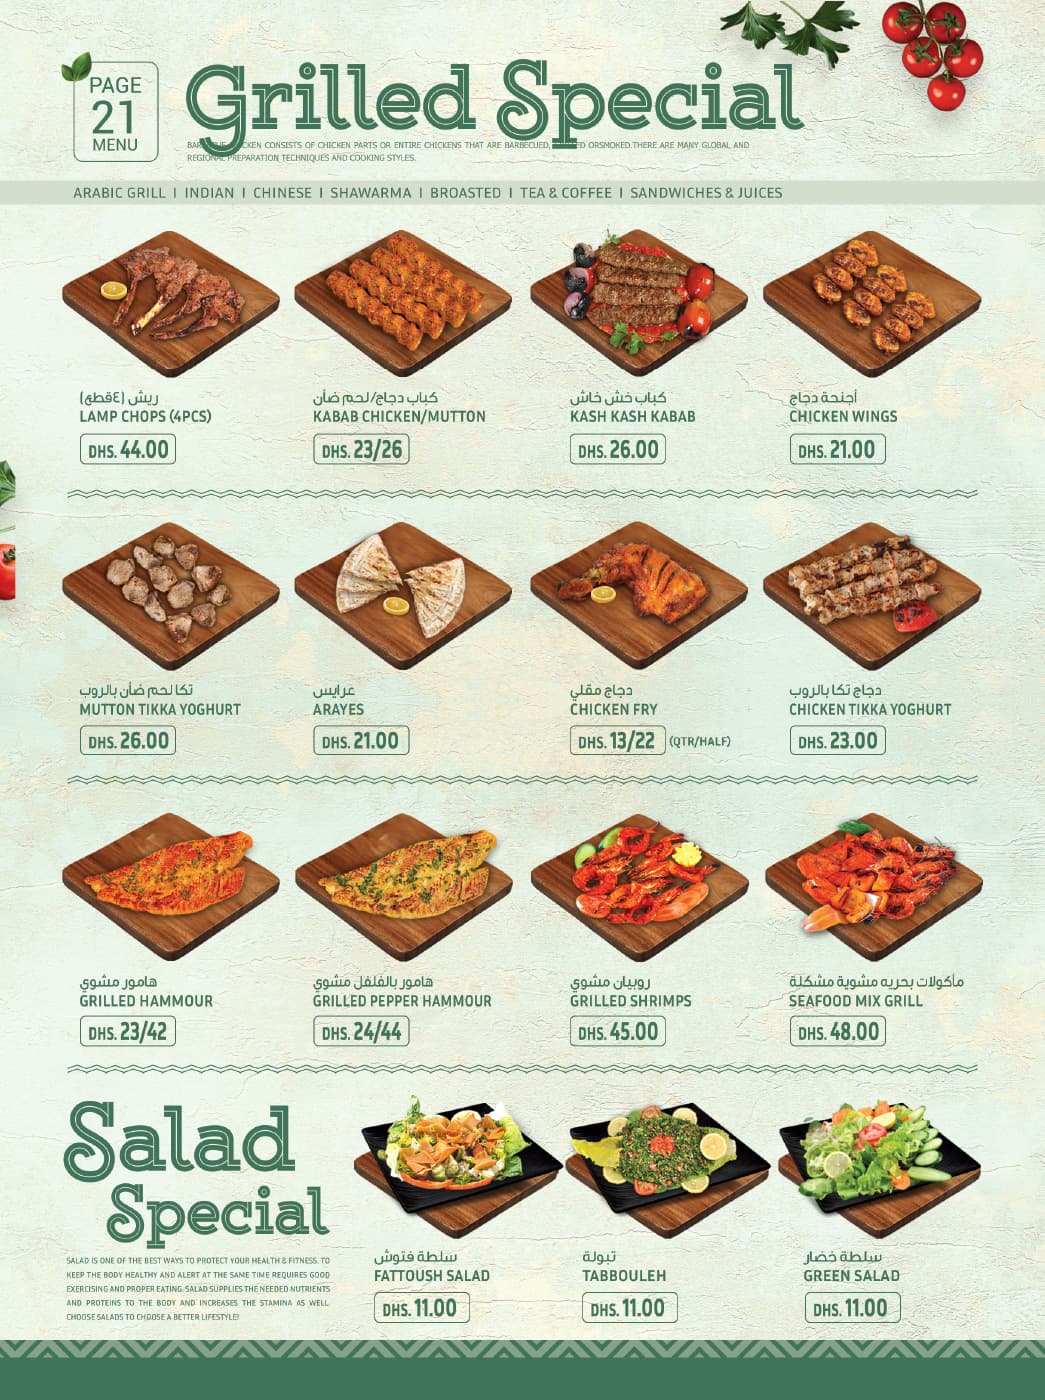 PAGE
21
MENU
Grilled Special
CONSISTS OF CHICKEN PARTS OR ENTIRE CHICKENS THAT ARE BARBECUED, ORSMOKED.THERE ARE MANY GLOBAL AND
REGIONAL PREPARATION TECHNIQUES AND COOKING STYLES.
ARABIC GRILL I INDIAN I CHINESE I SHAWARMA I BROASTED I TEA & COFFEE I SANDWICHES & JUICES
ريش (٤قطع)
LAMP CHOPS (4PCS)
DHS. 44.00
كباب دجاج/لحم ضأن
KABAB CHICKEN/MUTTON
DHS. 23/26
كباب خش خاش
KASH KASH KABAB
DHS. 26.00
أجنحة دجاج
CHICKEN WINGS
DHS. 21.00
تكا لحم ضأن بالروب
MUTTON TIKKA YOGHURT
DHS. 26.00
عرايس
ARAYES
DHS. 21.00
دجاج مقلي
CHICKEN FRY
DHS. 13/22 (QTR/HALF)
دجاج تكا بالروب
CHICKEN TIKKA YOGHURT
DHS. 23.00
هامور مشوي
GRILLED HAMMOUR
DHS. 23/42
هامور بالفلفل مشوي
GRILLED PEPPER HAMMOUR
DHS. 24/44
روبيان مشوي
GRILLED SHRIMPS
DHS. 45.00
مأكولات بحريه مشوية مشكلة
SEAFOOD MIX GRILL
DHS. 48.00
Salad
Special
SALAD IS ONE OF THE BEST WAYS TO PROTECT YOUR HEALTH & FITNESS. TO
KEEP THE BODY HEALTHY AND ALERT AT THE SAME TIME REQUIRES GOOD
EXERCISING AND PROPER EATING. SALAD SUPPLIES THE NEEDED NUTRIENTS
AND PROTEINS TO THE BODY AND INCREASES THE STAMINA AS WELL.
CHOOSE SALADS TO CHOOSE A BETTER LIFESTYLE!
سلطة فتوش
FATTOUSH SALAD
DHS. 11.00
تبولة
TABBOULEH
DHS. 11.00
سلطة خضار
GREEN SALAD
DHS. 11.00